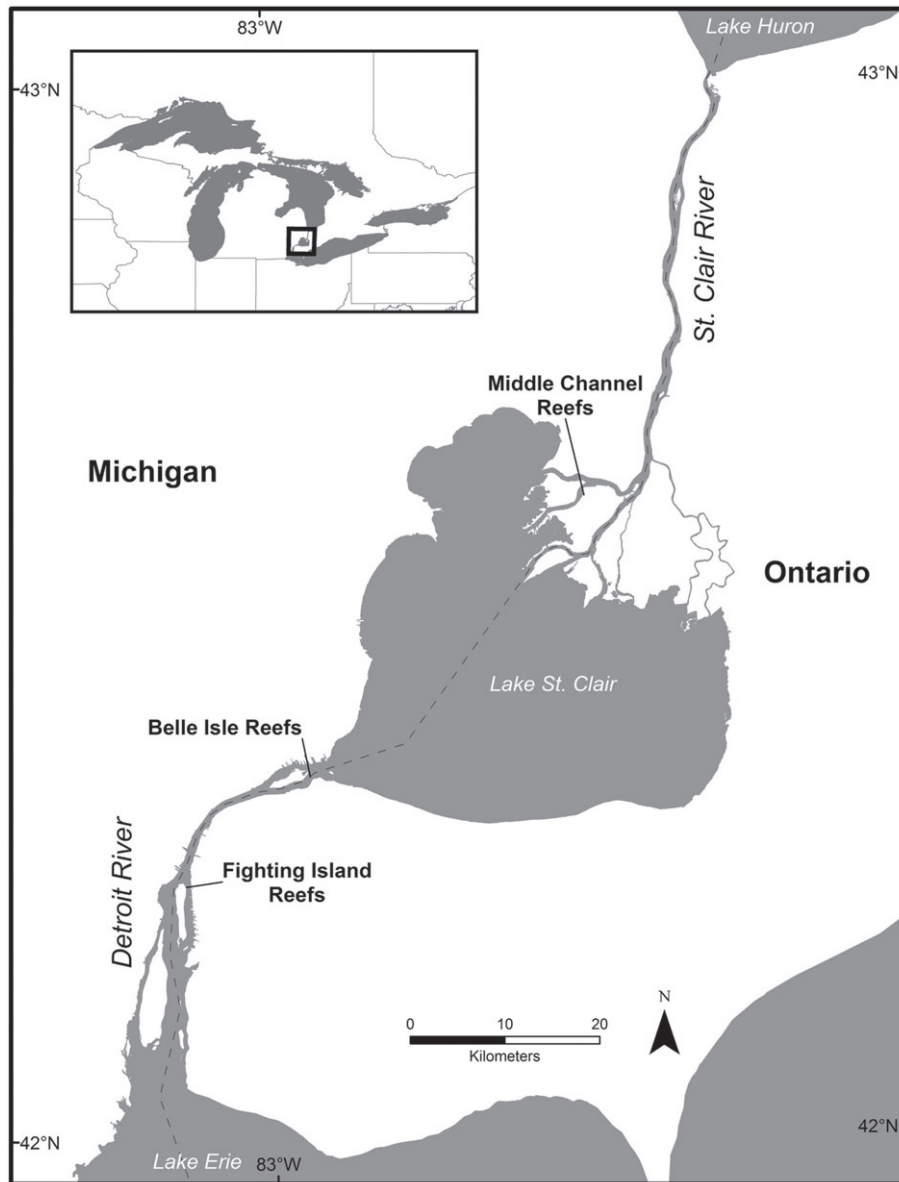 83°W
Lake Huron
43°N
43°N
St. Clair River
Middle Channel
Reefs
Michigan
Ontario
Lake St. Clair
Belle Isle Reefs
Detroit River
Fighting Island
Reefs
N
0 10 20
Kilometers
42°N
42°N
Lake Erie
83°W